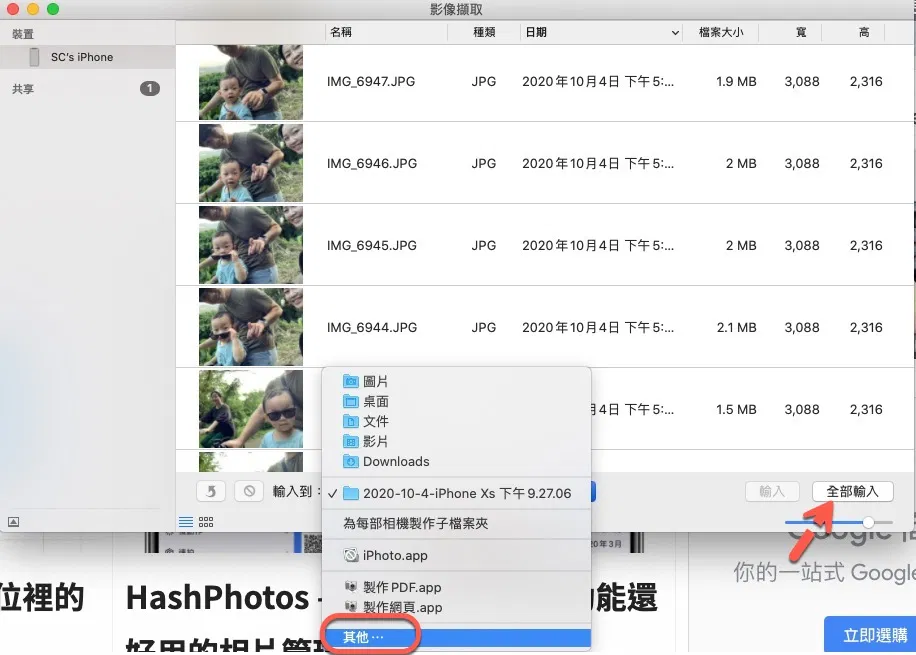 影像擷取
裝置
SC's iPhone
共享
1
名稱 種類 日期 檔案大小 寬 高
IMG_6947.JPG JPG 2020年10月4日 下午5:... 1.9 MB 3,088 2,316
IMG_6946.JPG JPG 2020年10月4日 下午5:... 2 MB 3,088 2,316
IMG_6945.JPG JPG 2020年10月4日 下午5:... 2 MB 3,088 2,316
IMG_6944.JPG JPG 2020年10月4日 下午5:... 2.1 MB 3,088 2,316
月4日 下午5:... 1.5 MB 3,088 2,316
圖片
桌面
文件
影片
Downloads
輸入到：
✓ 2020-10-4-iPhone Xs 下午9.27.06
輸入
全部輸入
為每部相機製作子檔案夾
iPhoto.app
製作PDF.app
製作網頁.app
其他…
20年3月
Google
你的一站式 Google
位裡的
HashPhotos
功能還
好用的相片管理
立即選購